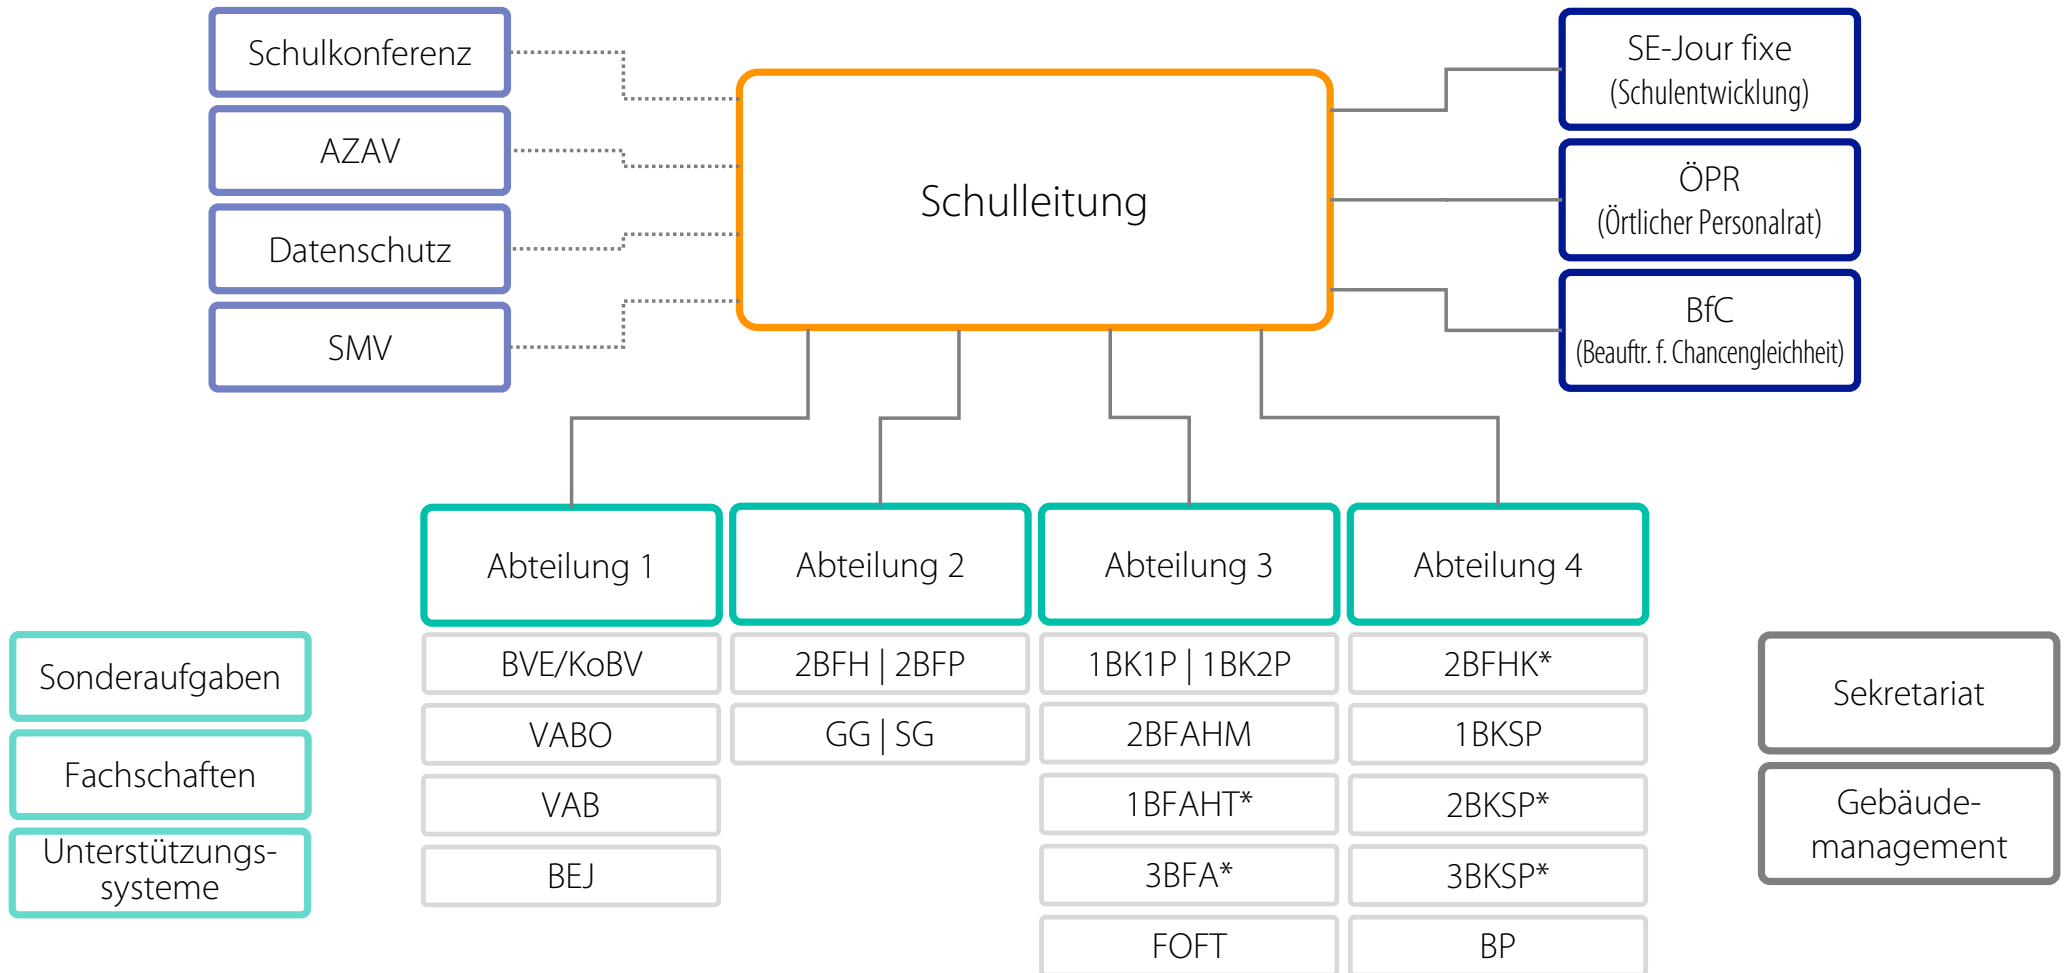 Schulkonferenz
AZAV
Datenschutz
SMV
Schulleitung
SE-Jour fixe
(Schulentwicklung)
ÖPR
(Örtlicher Personalrat)
BfC
(Beauftr. f. Chancengleichheit)
Abteilung 1
Abteilung 2
Abteilung 3
Abteilung 4
BVE/KoBV
VABO
VAB
BEJ
2BFH | 2BFP
GG | SG
1BK1P | 1BK2P
2BFAHM
1BFAHT*
3BFA*
FOFT
2BFHK*
1BKSP
2BKSP*
3BKSP*
BP
Sonderaufgaben
Fachschaften
Unterstützungs-
systeme
Sekretariat
Gebäude-
management